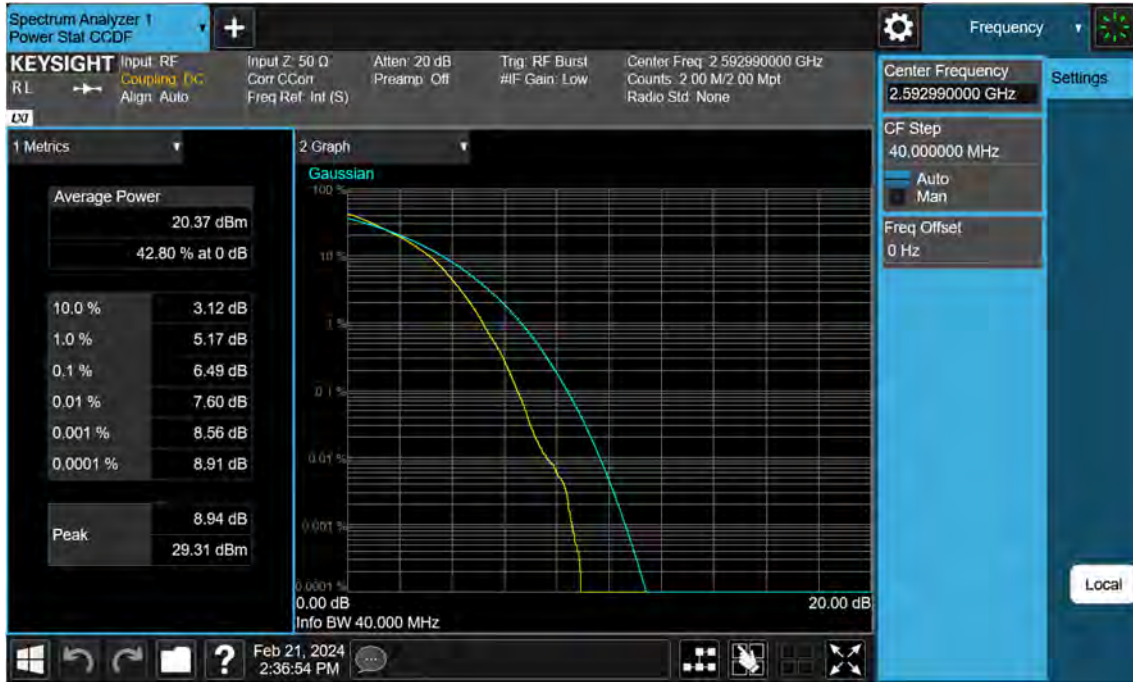 Spectrum Analyzer 1
Power Stat CCDF
Frequency
KEYSIGHT
RL
LXI
Input: RF
Coupling: DC
Align: Auto
Input Z: 50 Ω
Corr CCorr
Freq Ref: Int (S)
Atten: 20 dB
Preamp: Off
Trig: RF Burst
#IF Gain: Low
Center Freq: 2.592990000 GHz
Counts: 2.00 M/2.00 Mpt
Radio Std: None
Center Frequency
2.592990000 GHz
Settings
CF Step
40.000000 MHz
Auto
Man
Freq Offset
0 Hz
1 Metrics
Average Power
20.37 dBm
42.80 % at 0 dB
10.0 % 3.12 dB
1.0 % 5.17 dB
0.1 % 6.49 dB
0.01 % 7.60 dB
0.001 % 8.56 dB
0.0001 % 8.91 dB
Peak
8.94 dB
29.31 dBm
2 Graph
Gaussian
100 %
10 %
1 %
0.1 %
0.01 %
0.001 %
0.0001 %
0.00 dB 20.00 dB
Info BW 40.000 MHz
Local
?
Feb 21, 2024
2:36:54 PM